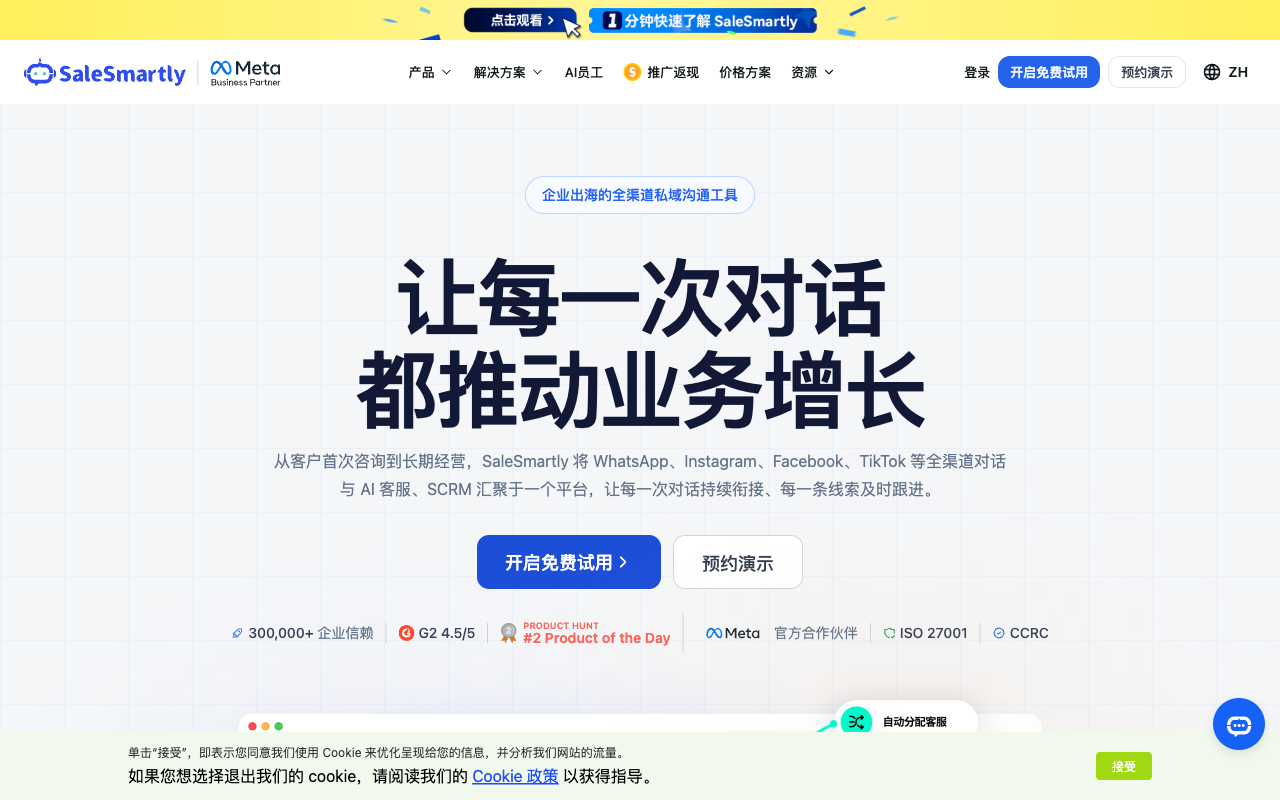 点击观看 >
1 分钟快速了解 SaleSmartly
SaleSmartly
Meta
Business Partner
产品
解决方案
AI员工
推广返现
价格方案
资源
登录
开启免费试用
预约演示
ZH
企业出海的全渠道私域沟通工具
让每一次对话
都推动业务增长
从客户首次咨询到长期经营，SaleSmartly 将 WhatsApp、Instagram、Facebook、TikTok 等全渠道对话
与 AI 客服、SCRM 汇聚于一个平台，让每一次对话持续衔接、每一条线索及时跟进。
开启免费试用 >
预约演示
300,000+ 企业信赖
G2 4.5/5
2
PRODUCT HUNT
#2 Product of the Day
Meta 官方合作伙伴
ISO 27001
CCRC
自动分配客服
单击“接受”，即表示您同意我们使用 Cookie 来优化呈现给您的信息，并分析我们网站的流量。
如果您想选择退出我们的 cookie，请阅读我们的 Cookie 政策 以获得指导。
接受